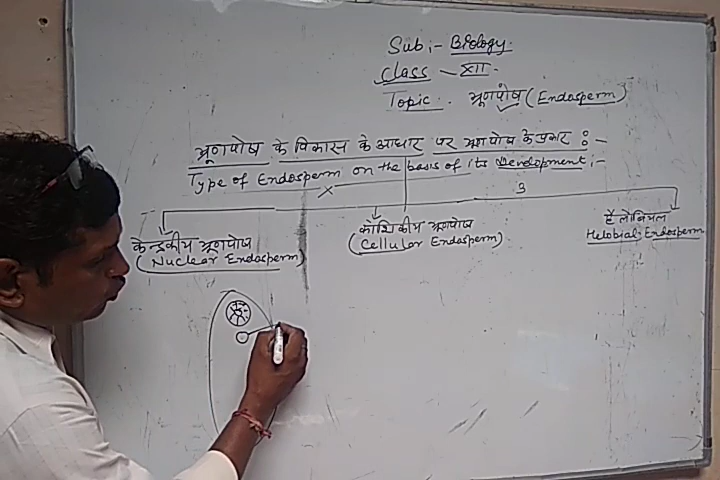 Sub:- Biology.
Class - XII.
Topic. भ्रूणपोष (Endosperm)
भ्रूणपोष के विकास के आधार पर भ्रूणपोष के प्रकार :-
Type of Endosperm on the basis of its Development:-
3
केन्द्रकीय भ्रूणपोष
(Nuclear Endosperm)
कोशिकीय भ्रूणपोष
(Cellular Endosperm)
हैलोबियल
Helobial Endosperm